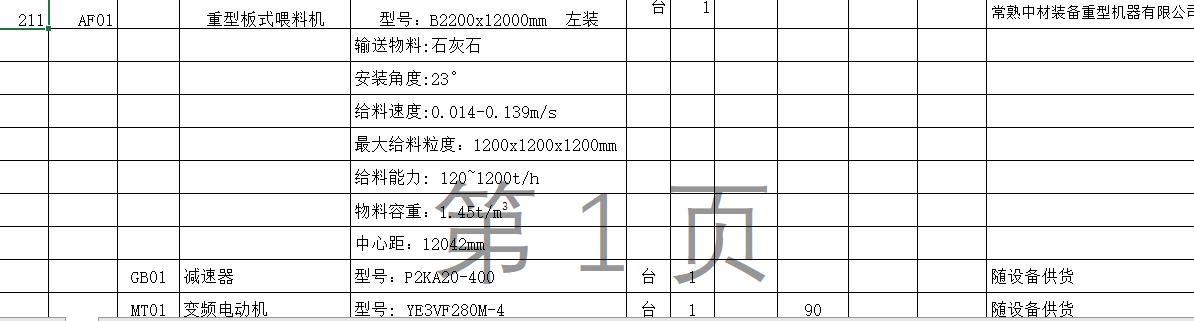 211 AF01 重型板式喂料机 型号: B2200x12000mm 左装 台 1 常熟中材装备重型机器有限公司
输送物料:石灰石
安装角度:23°
给料速度:0.014-0.139m/s
最大给料粒度: 1200x1200x1200mm
给料能力: 120~1200t/h
物料容重: 1.45t/m³
中心距: 12042mm
第 1 页
GB01 减速器 型号: P2KA20-400 台 1 随设备供货
MT01 变频电动机 型号: YE3VF280M-4 台 1 90 随设备供货